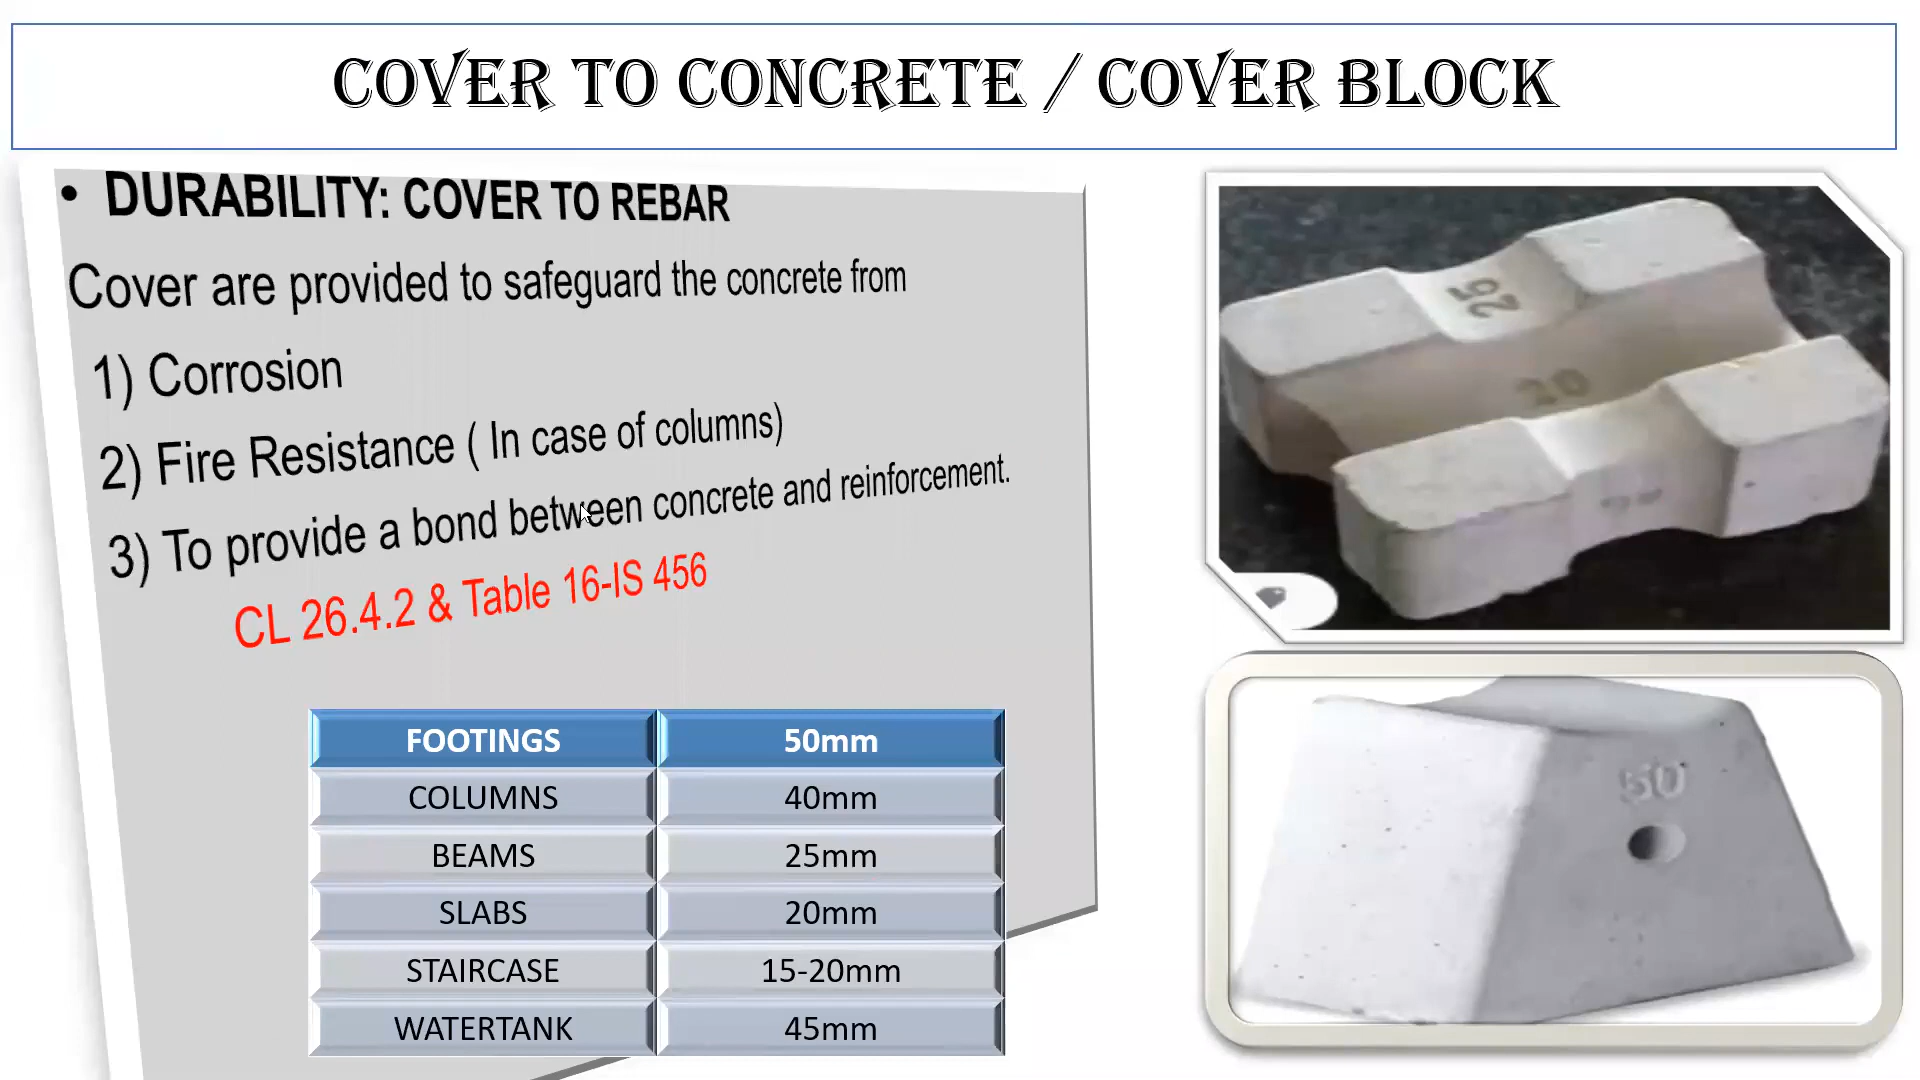 COVER TO CONCRETE / COVER BLOCK
• DURABILITY: COVER TO REBAR
Cover are provided to safeguard the concrete from
1) Corrosion
2) Fire Resistance ( In case of columns)
3) To provide a bond between concrete and reinforcement.
CL 26.4.2 & Table 16-IS 456
FOOTINGS 50mm
COLUMNS 40mm
BEAMS 25mm
SLABS 20mm
STAIRCASE 15-20mm
WATERTANK 45mm
25
20
50